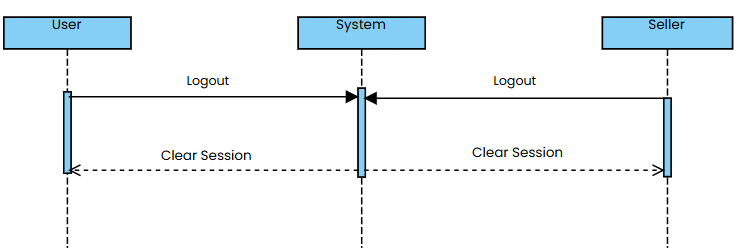 User
System
Seller
Logout
Logout
Clear Session
Clear Session